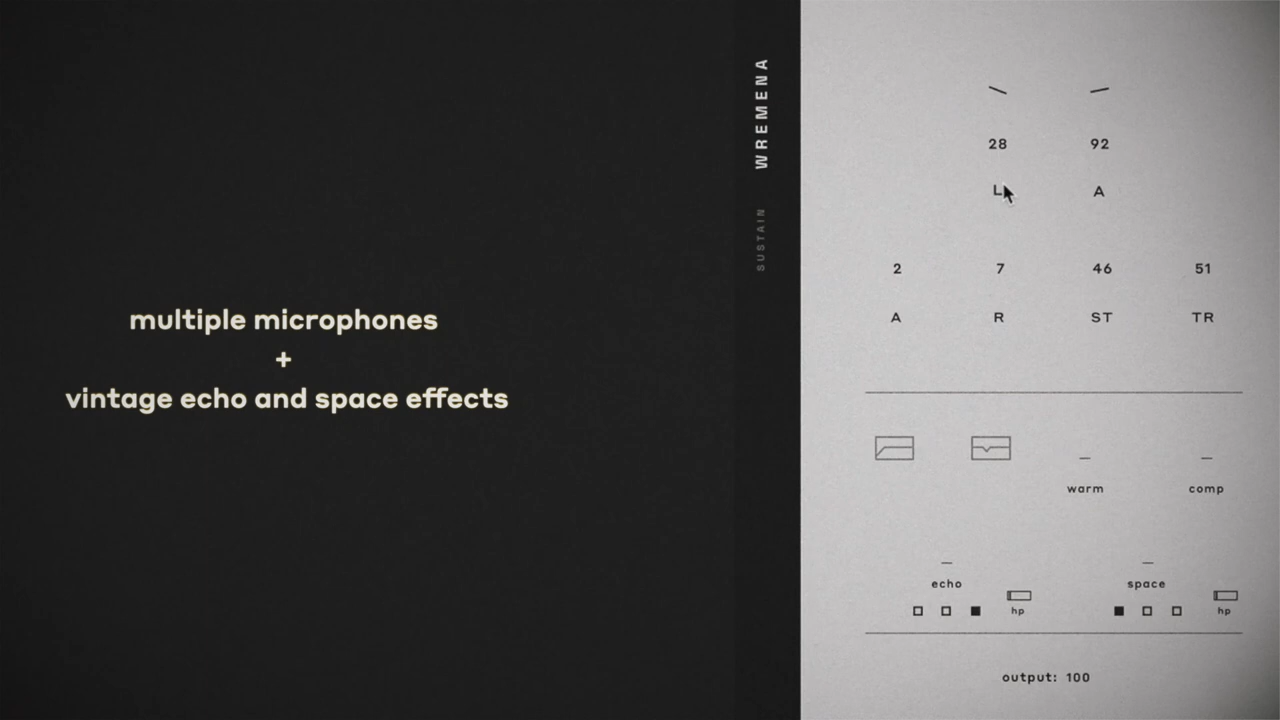 multiple microphones
+
vintage echo and space effects
WREMENA
SUSTAIN
28 92
L A
2 7 46 51
A R ST TR
warm comp
echo space
hp hp
output: 100